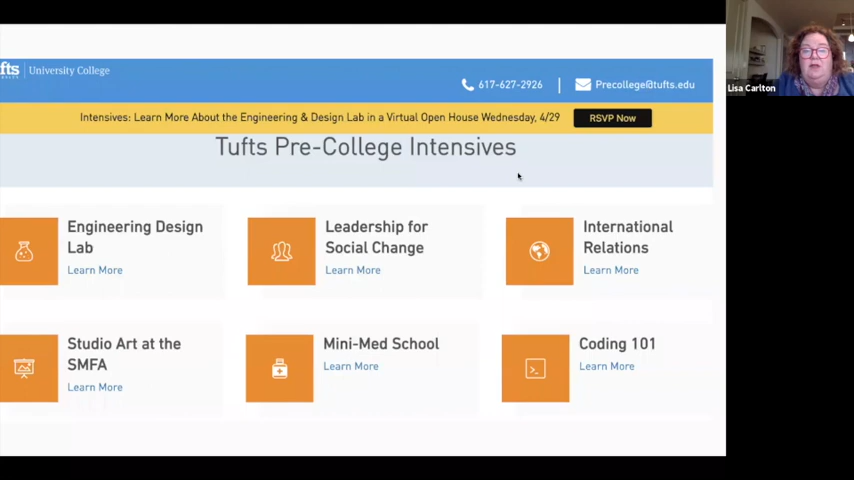 fts | University College
617-627-2926 | Precollege@tufts.edu
Intensives: Learn More About the Engineering & Design Lab in a Virtual Open House Wednesday, 4/29 RSVP Now
Tufts Pre-College Intensives
Engineering Design
Lab
Learn More
Leadership for
Social Change
Learn More
International
Relations
Learn More
Studio Art at the
SMFA
Learn More
Mini-Med School
Learn More
Coding 101
Learn More
Lisa Carlton